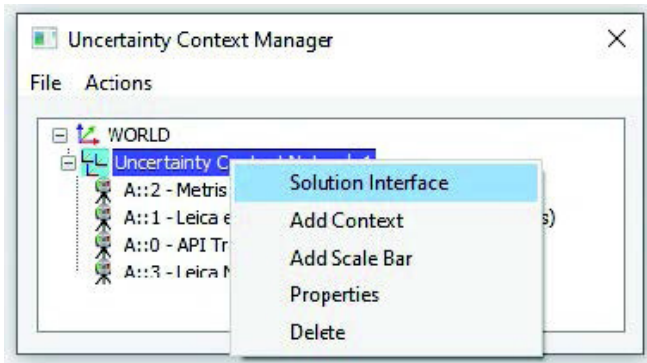 Uncertainty Context Manager
File Actions
WORLD
Uncertainty
Solution Interface
A::2 - Metris
Add Context
A::1 - Leica
s)
Add Scale Bar
A::0 - API
Properties
A::3 - Leica
Delete